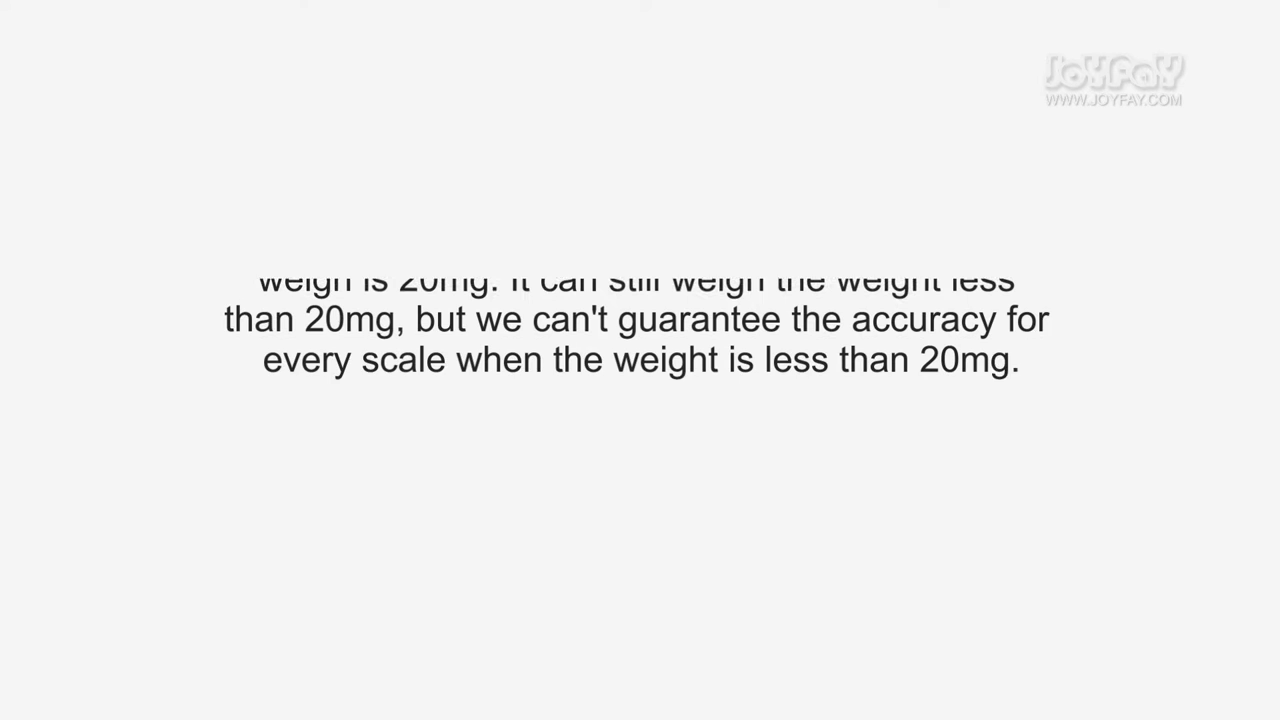 JOYFAY
WWW.JOYFAY.COM
weigh is 20mg. It can still weigh the weight less
than 20mg, but we can't guarantee the accuracy for
every scale when the weight is less than 20mg.